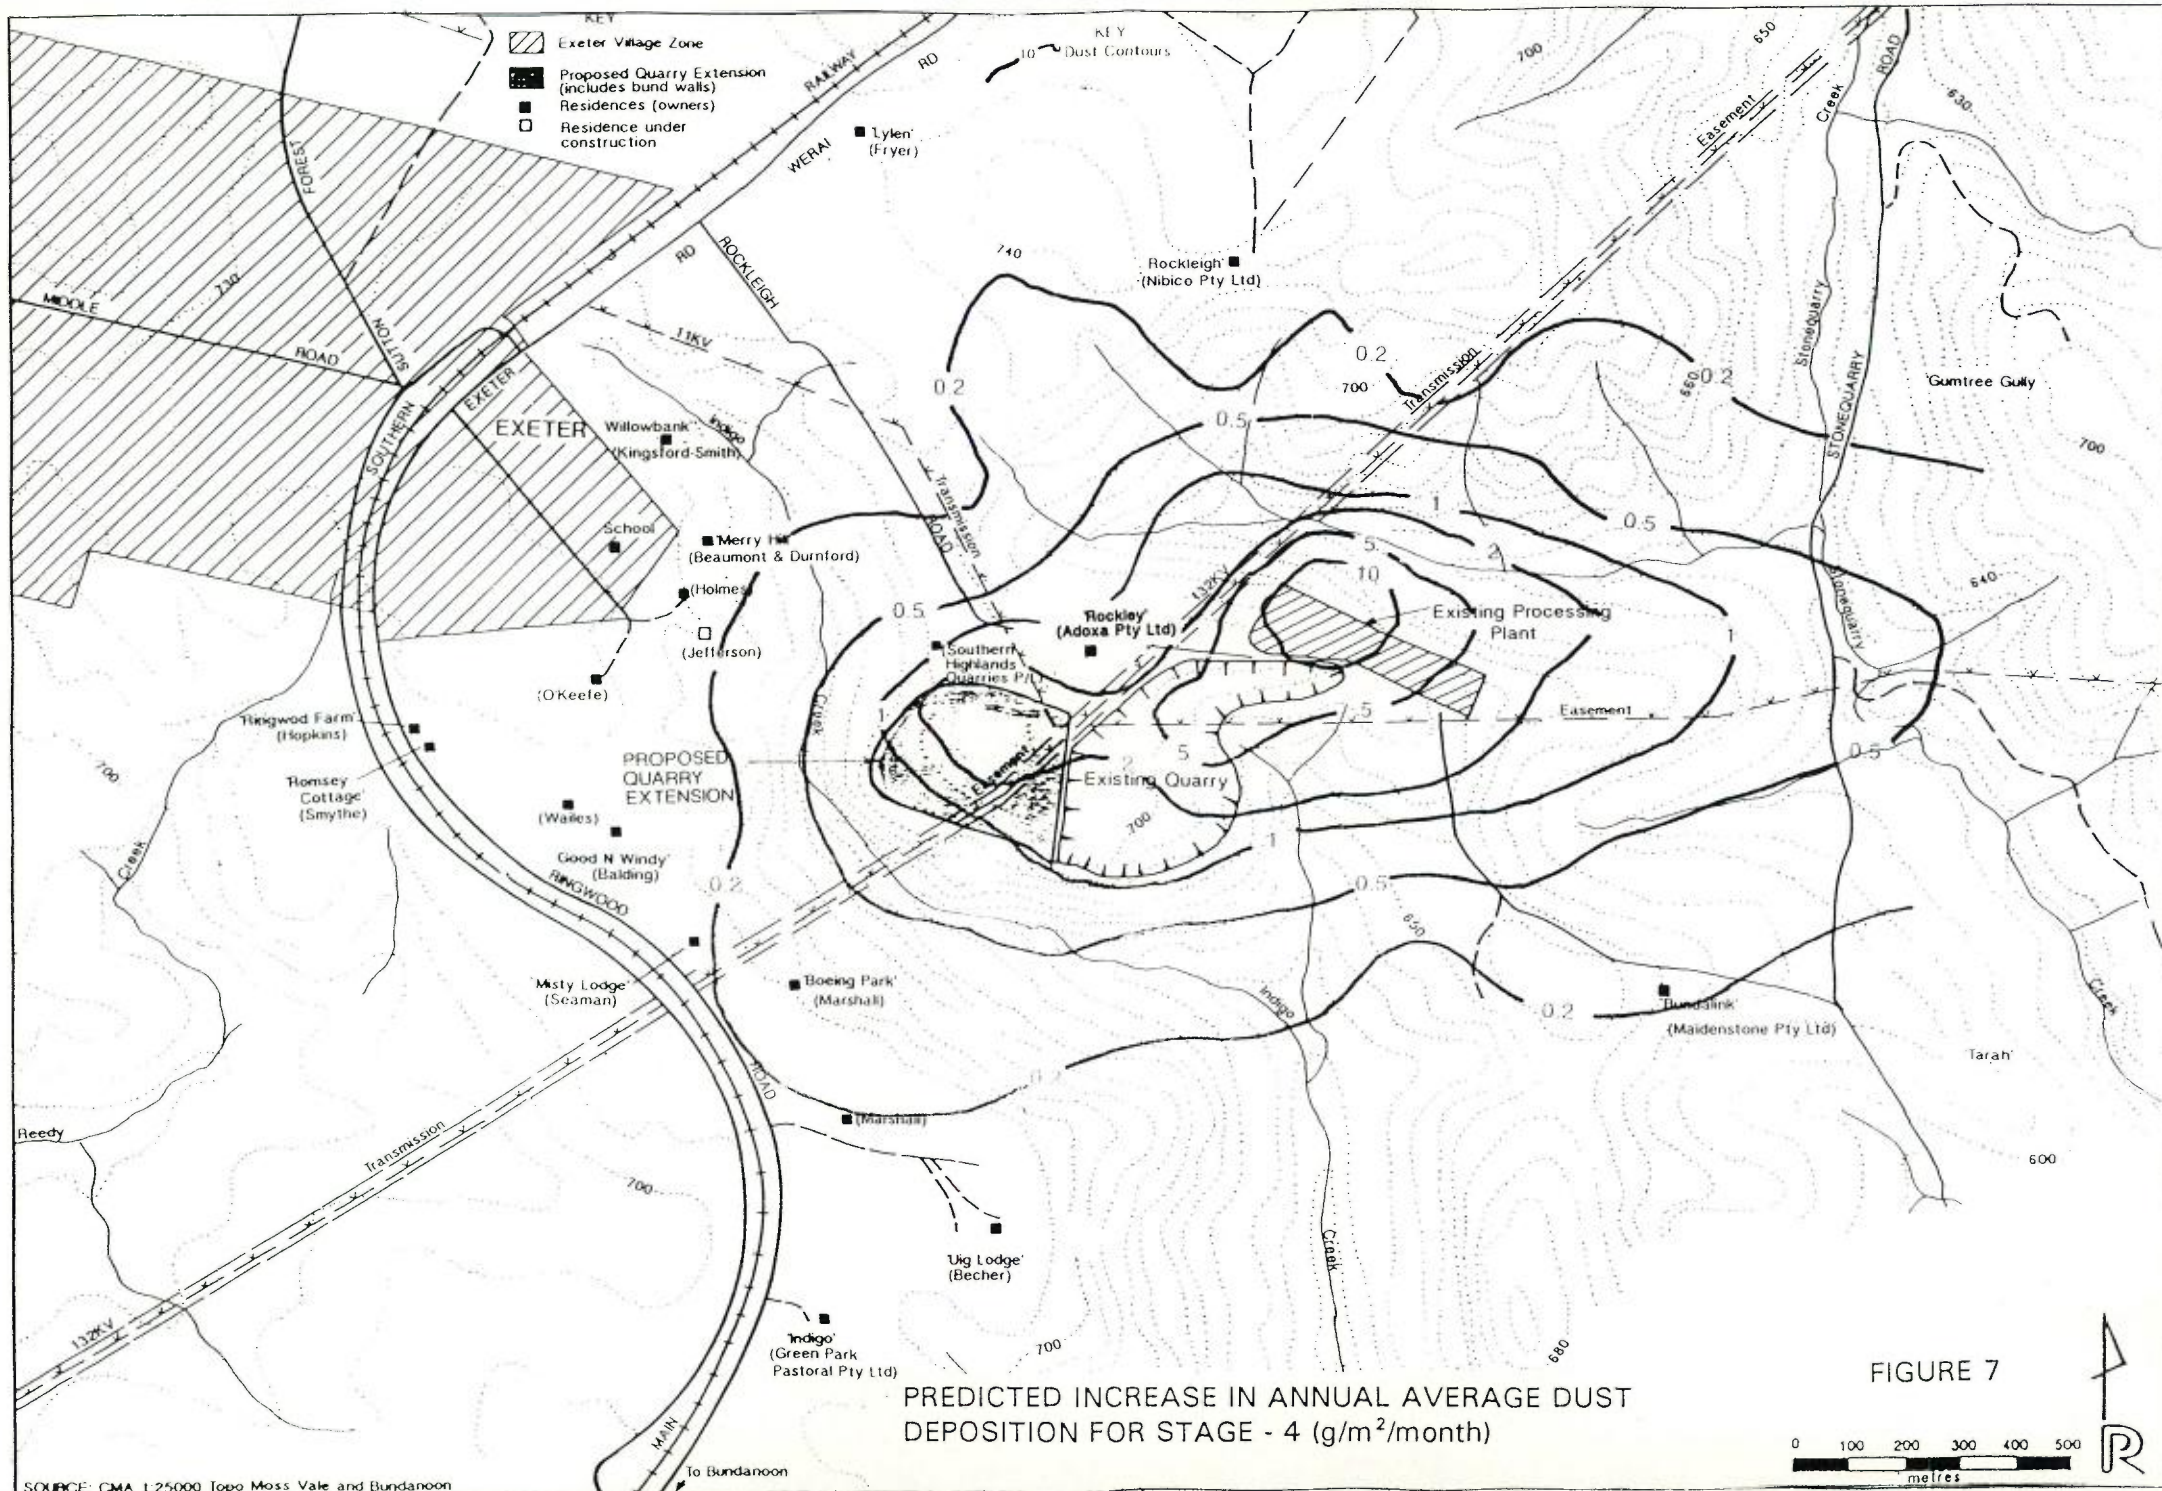 KEY
Exeter Village Zone
Proposed Quarry Extension
(includes bund walls)
Residences (owners)
Residence under
construction
KEY
10
Dust Contours
RAILWAY
RD
WERAI
'Lylen'
(Fryer)
700
650
Easement
Creek
ROAD
630
FOREST
730
MIDDLE
ROAD
SUTTON
RD
ROCKLEIGH
11KV
740
Rockleigh'
(Nibico Pty Ltd)
0.2
0.2
700
Transmission
660
0.2
Stonequarry
STONEQUARRY
'Gumtree Gully
700
SOUTHERN
EXETER
EXETER
Willowbank'
(Kingsford-Smith)
Indigo
0.5
School
'Merry Hill
(Beaumont & Durnford)
Transmission
ROAD
1
0.5
2
5
10
(Holmes)
0.5
'Rockley'
(Adoxa Pty Ltd)
132KV
Existing Processing
Plant
Stonequarry
640
1
(Jefferson)
(Southern
Highlands
Quarries P/L)
(O'Keefe)
Creek
1
7.5
Easement
'Ringwod Farm'
(Hopkins)
700
'Romsey
Cottage'
(Smythe)
PROPOSED
QUARRY
EXTENSION
Easement
2
5
Existing Quarry
700
0.5
(Wailes)
Good N Windy'
(Balding)
1
Creek
RINGWOOD
0.2
0.5
650
'Misty Lodge'
(Seaman)
'Boeing Park'
(Marshall)
Indigo
0.2
'Bundalink'
(Maidenstone Pty Ltd)
Creek
'Tarah'
ROAD
0.2
(Marshall)
Reedy
Transmission
700
600
'Uig Lodge'
(Becher)
Creek
132KV
'Indigo'
(Green Park
Pastoral Pty Ltd)
700
680
PREDICTED INCREASE IN ANNUAL AVERAGE DUST
DEPOSITION FOR STAGE - 4 (g/m²/month)
FIGURE 7
0 100 200 300 400 500
metres
R
MAIN
To Bundanoon
SOURCE: CMA 1:25000 Topo Moss Vale and Bundanoon